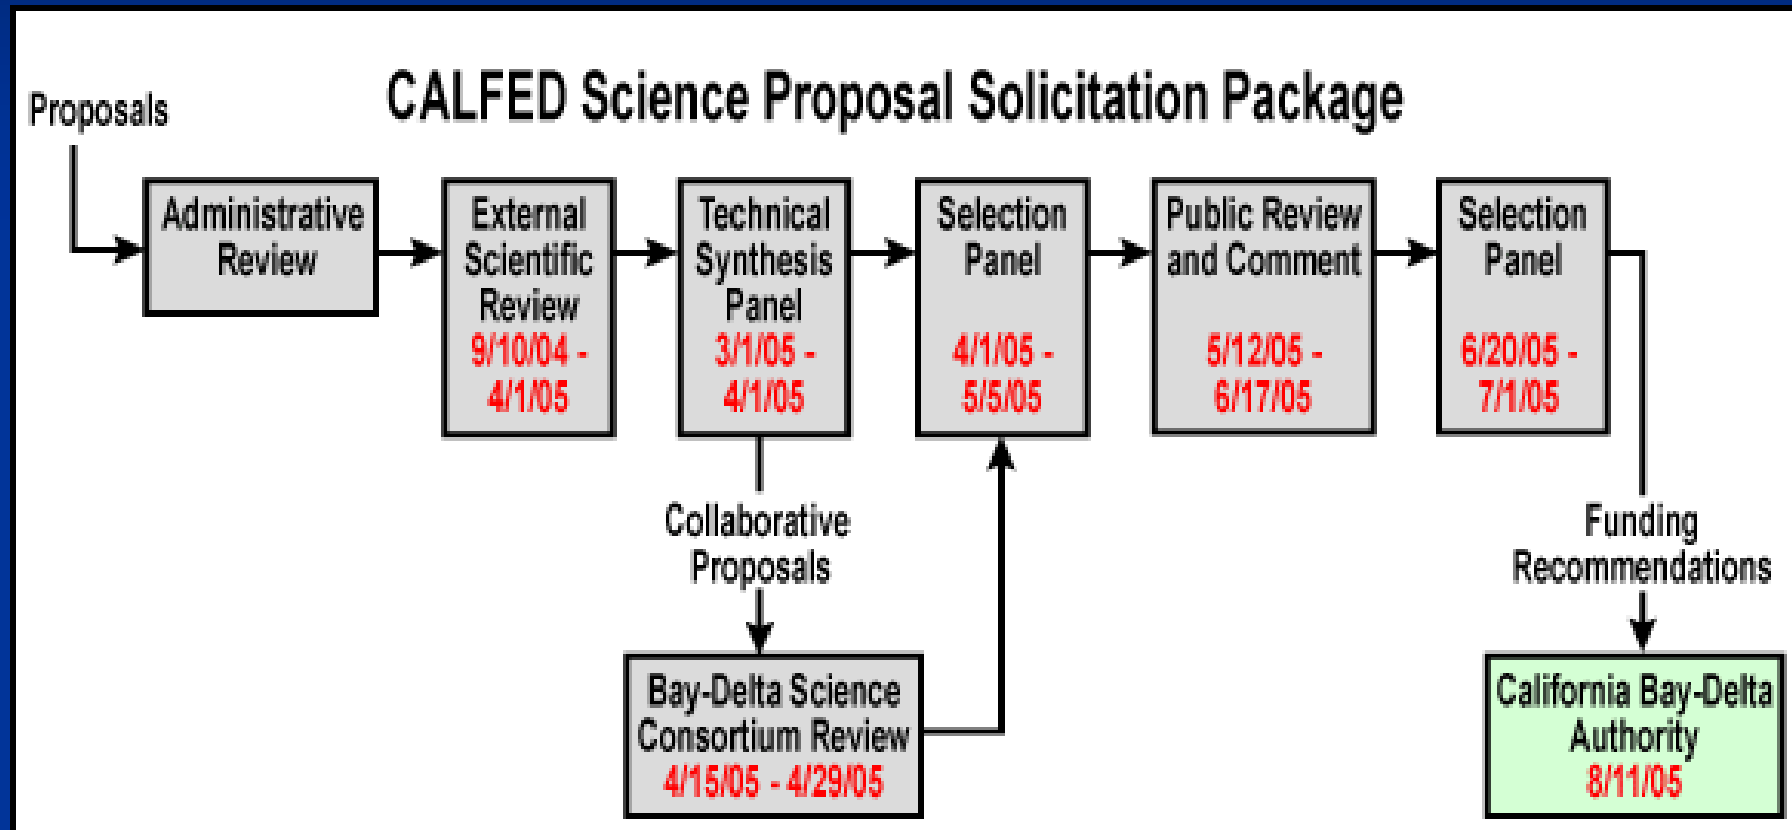 CALFED Science Proposal Solicitation Package
Proposals
Administrative
Review
External
Scientific
Review
9/10/04 -
4/1/05
Technical
Synthesis
Panel
3/1/05 -
4/1/05
Selection
Panel
4/1/05 -
5/5/05
Public Review
and Comment
5/12/05 -
6/17/05
Selection
Panel
6/20/05 -
7/1/05
Collaborative
Proposals
Funding
Recommendations
Bay-Delta Science
Consortium Review
4/15/05 - 4/29/05
California Bay-Delta
Authority
8/11/05